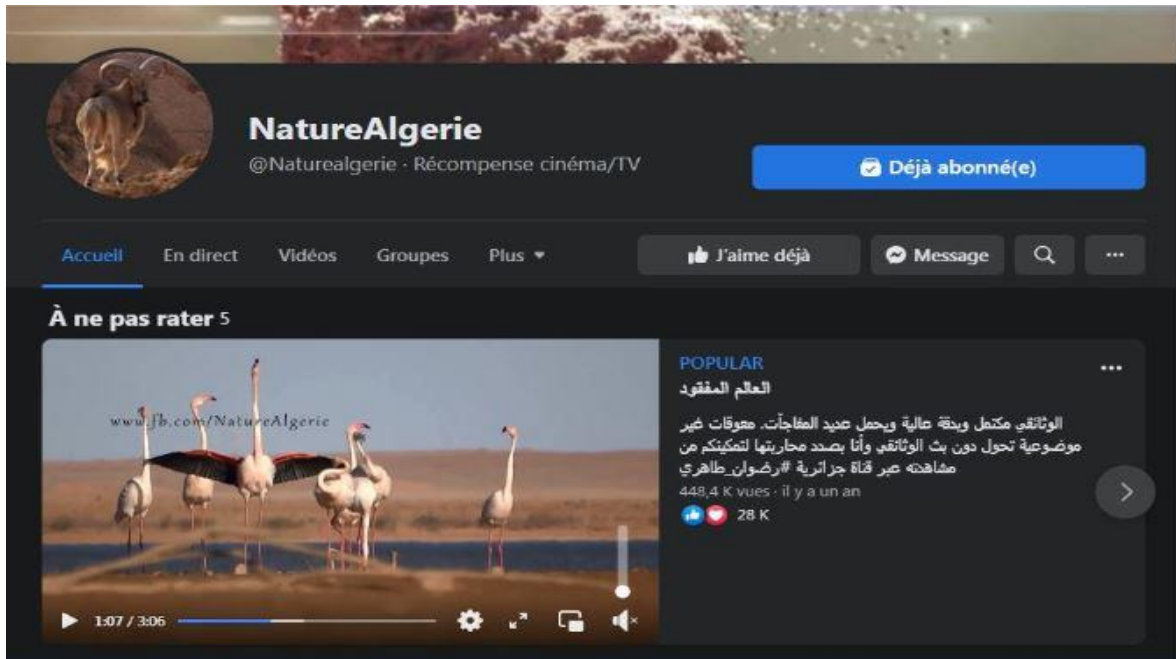 NatureAlgerie
@Naturealgerie · Récompense cinéma/TV
Déjà abonné(e)
Accueil En direct Vidéos Groupes Plus
J'aime déjà Message
À ne pas rater 5
www.fb.com/NatureAlgerie
1:07 / 3:06
POPULAR
العالم المفقود
الوثائقي مكتمل وبدقة عالية ويحمل عديد المفاجآت. معوقات غير
موضوعية تحول دون بث الوثائقي وأنا بصدد محاربتها لتمكينكم من
مشاهدته عبر قناة جزائرية #رضوان_طاهري
448,4 K vues · il y a un an
28 K